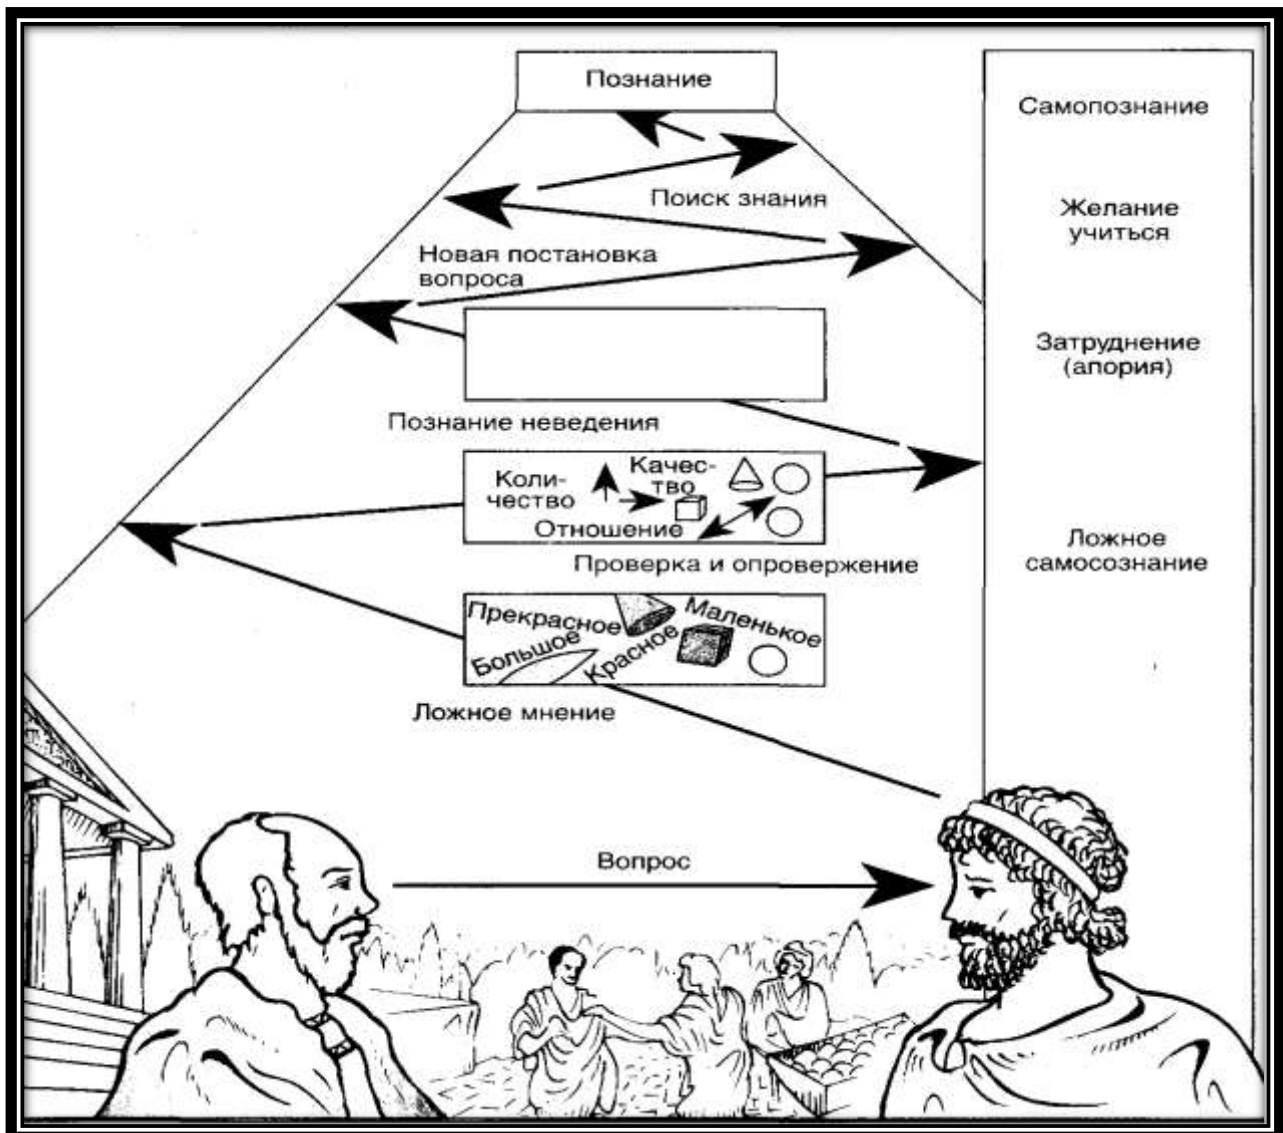 Познание
Самопознание
Поиск знания
Желание
учиться
Новая постановка
вопроса
Затруднение
(апория)
Познание неведения
Коли-
чество
Качес-
тво
Отношение
Проверка и опровержение
Ложное
самосознание
Прекрасное
Большое
Красное
Маленькое
Ложное мнение
Вопрос